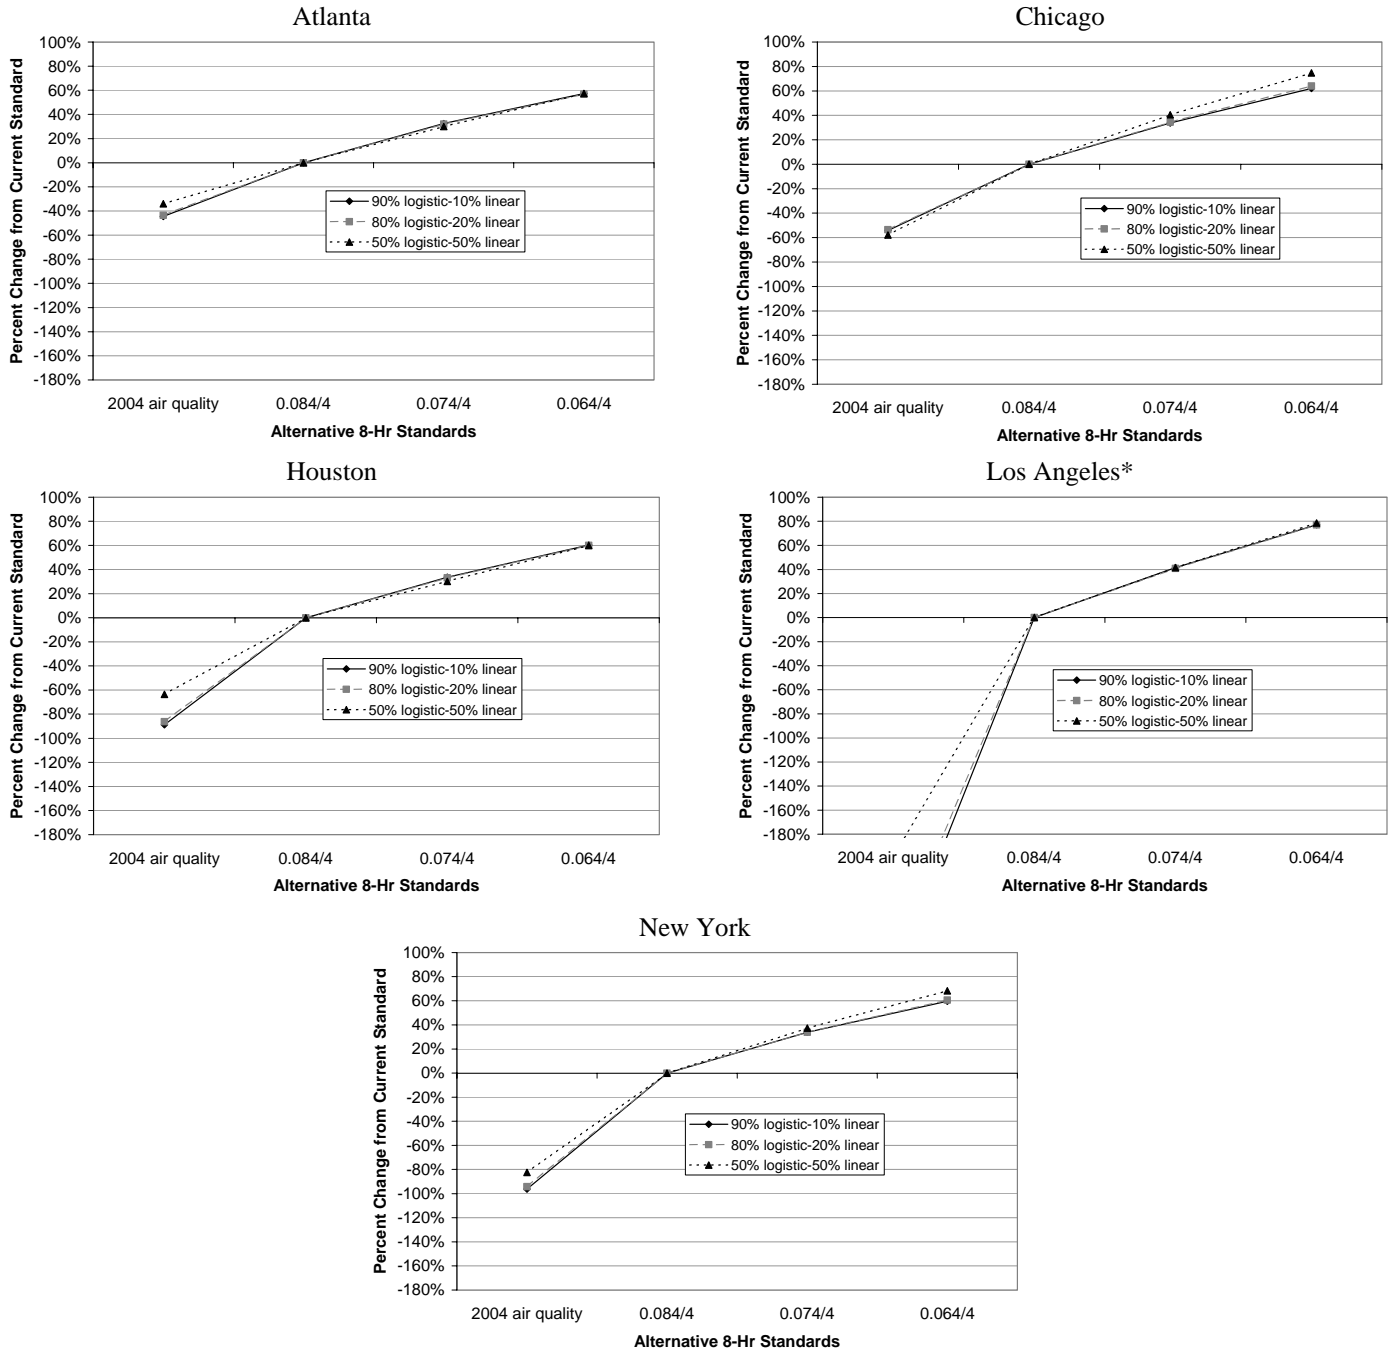 Atlanta
100%
80%
60%
40%
20%
0%
-20%
-40%
-60%
-80%
-100%
-120%
-140%
-160%
-180%
Percent Change from Current Standard
90% logistic-10% linear
80% logistic-20% linear
50% logistic-50% linear
2004 air quality 0.084/4 0.074/4 0.064/4
Alternative 8-Hr Standards
Chicago
100%
80%
60%
40%
20%
0%
-20%
-40%
-60%
-80%
-100%
-120%
-140%
-160%
-180%
Percent Change from Current Standard
90% logistic-10% linear
80% logistic-20% linear
50% logistic-50% linear
2004 air quality 0.084/4 0.074/4 0.064/4
Alternative 8-Hr Standards
Houston
100%
80%
60%
40%
20%
0%
-20%
-40%
-60%
-80%
-100%
-120%
-140%
-160%
-180%
Percent Change from Current Standard
90% logistic-10% linear
80% logistic-20% linear
50% logistic-50% linear
2004 air quality 0.084/4 0.074/4 0.064/4
Alternative 8-Hr Standards
Los Angeles*
100%
80%
60%
40%
20%
0%
-20%
-40%
-60%
-80%
-100%
-120%
-140%
-160%
-180%
Percent Change from Current Standard
90% logistic-10% linear
80% logistic-20% linear
50% logistic-50% linear
2004 air quality 0.084/4 0.074/4 0.064/4
Alternative 8-Hr Standards
New York
100%
80%
60%
40%
20%
0%
-20%
-40%
-60%
-80%
-100%
-120%
-140%
-160%
-180%
Percent Change from Current Standard
90% logistic-10% linear
80% logistic-20% linear
50% logistic-50% linear
2004 air quality 0.084/4 0.074/4 0.064/4
Alternative 8-Hr Standards